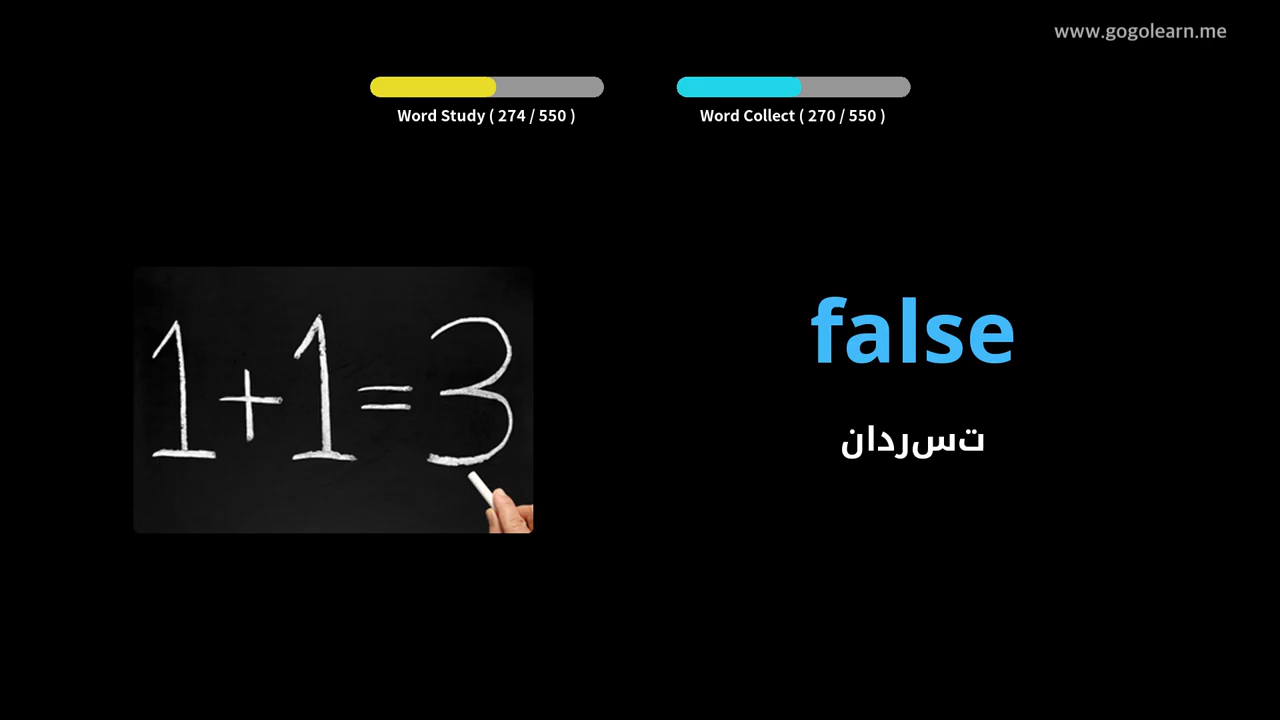 www.gogolearn.me
Word Study ( 274 / 550 )
Word Collect ( 270 / 550 )
1+1=3
false
تسردان